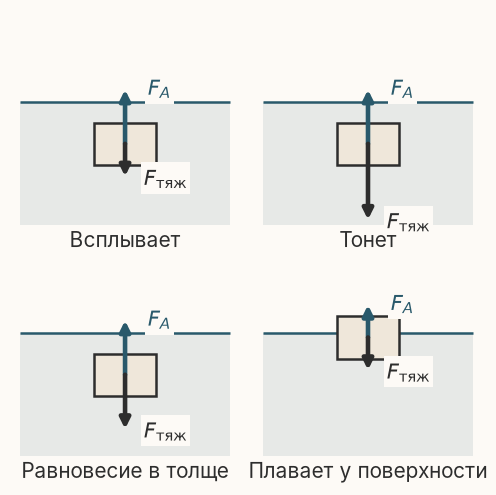 F_A
F_тяж
Всплывает
F_A
F_тяж
Тонет
F_A
F_тяж
Равновесие в толще
F_A
F_тяж
Плавает у поверхности